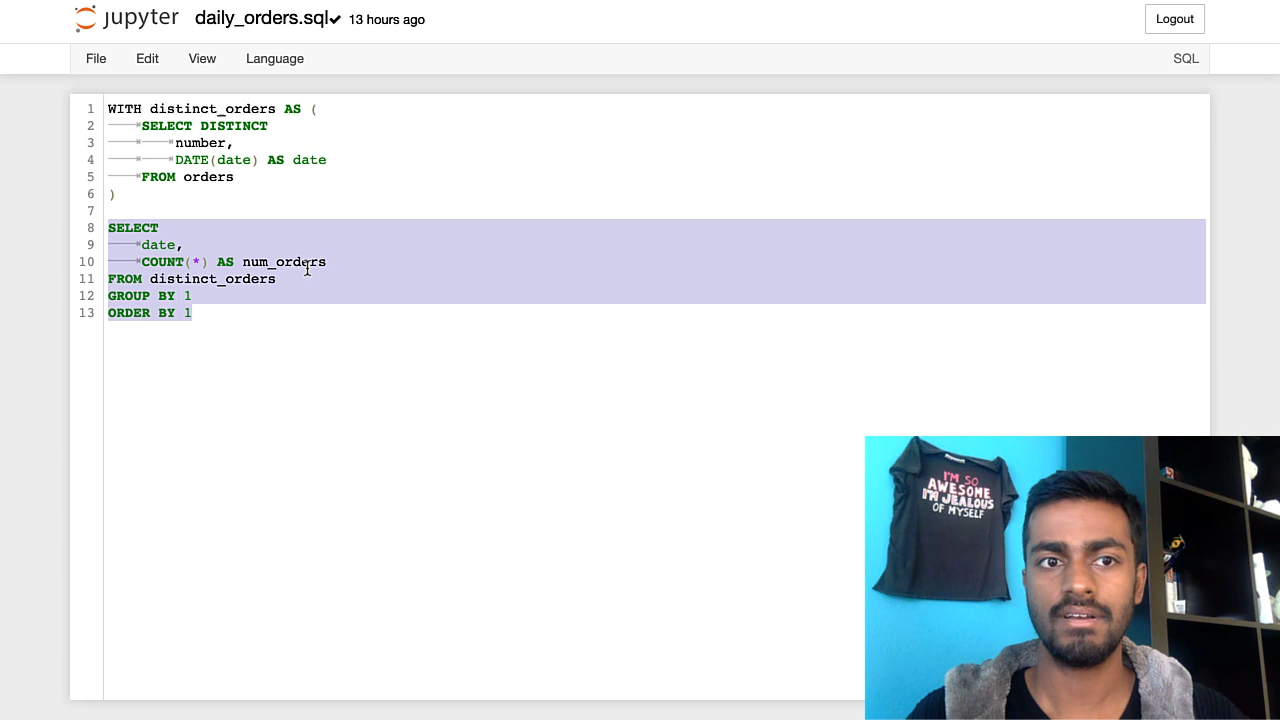 jupyter daily_orders.sql✔ 13 hours ago Logout
File Edit View Language SQL
1 WITH distinct_orders AS (
2 SELECT DISTINCT
3 number,
4 DATE(date) AS date
5 FROM orders
6 )
7
8 SELECT
9 date,
10 COUNT(*) AS num_orders
11 FROM distinct_orders
12 GROUP BY 1
13 ORDER BY 1
I'M SO
AWESOME
I'M JEALOUS
OF MYSELF